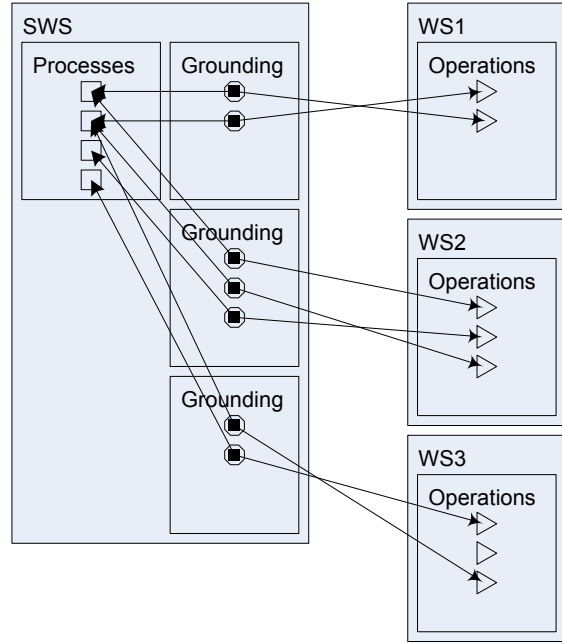 SWS
Processes
Grounding
Grounding
Grounding
WS1
Operations
WS2
Operations
WS3
Operations